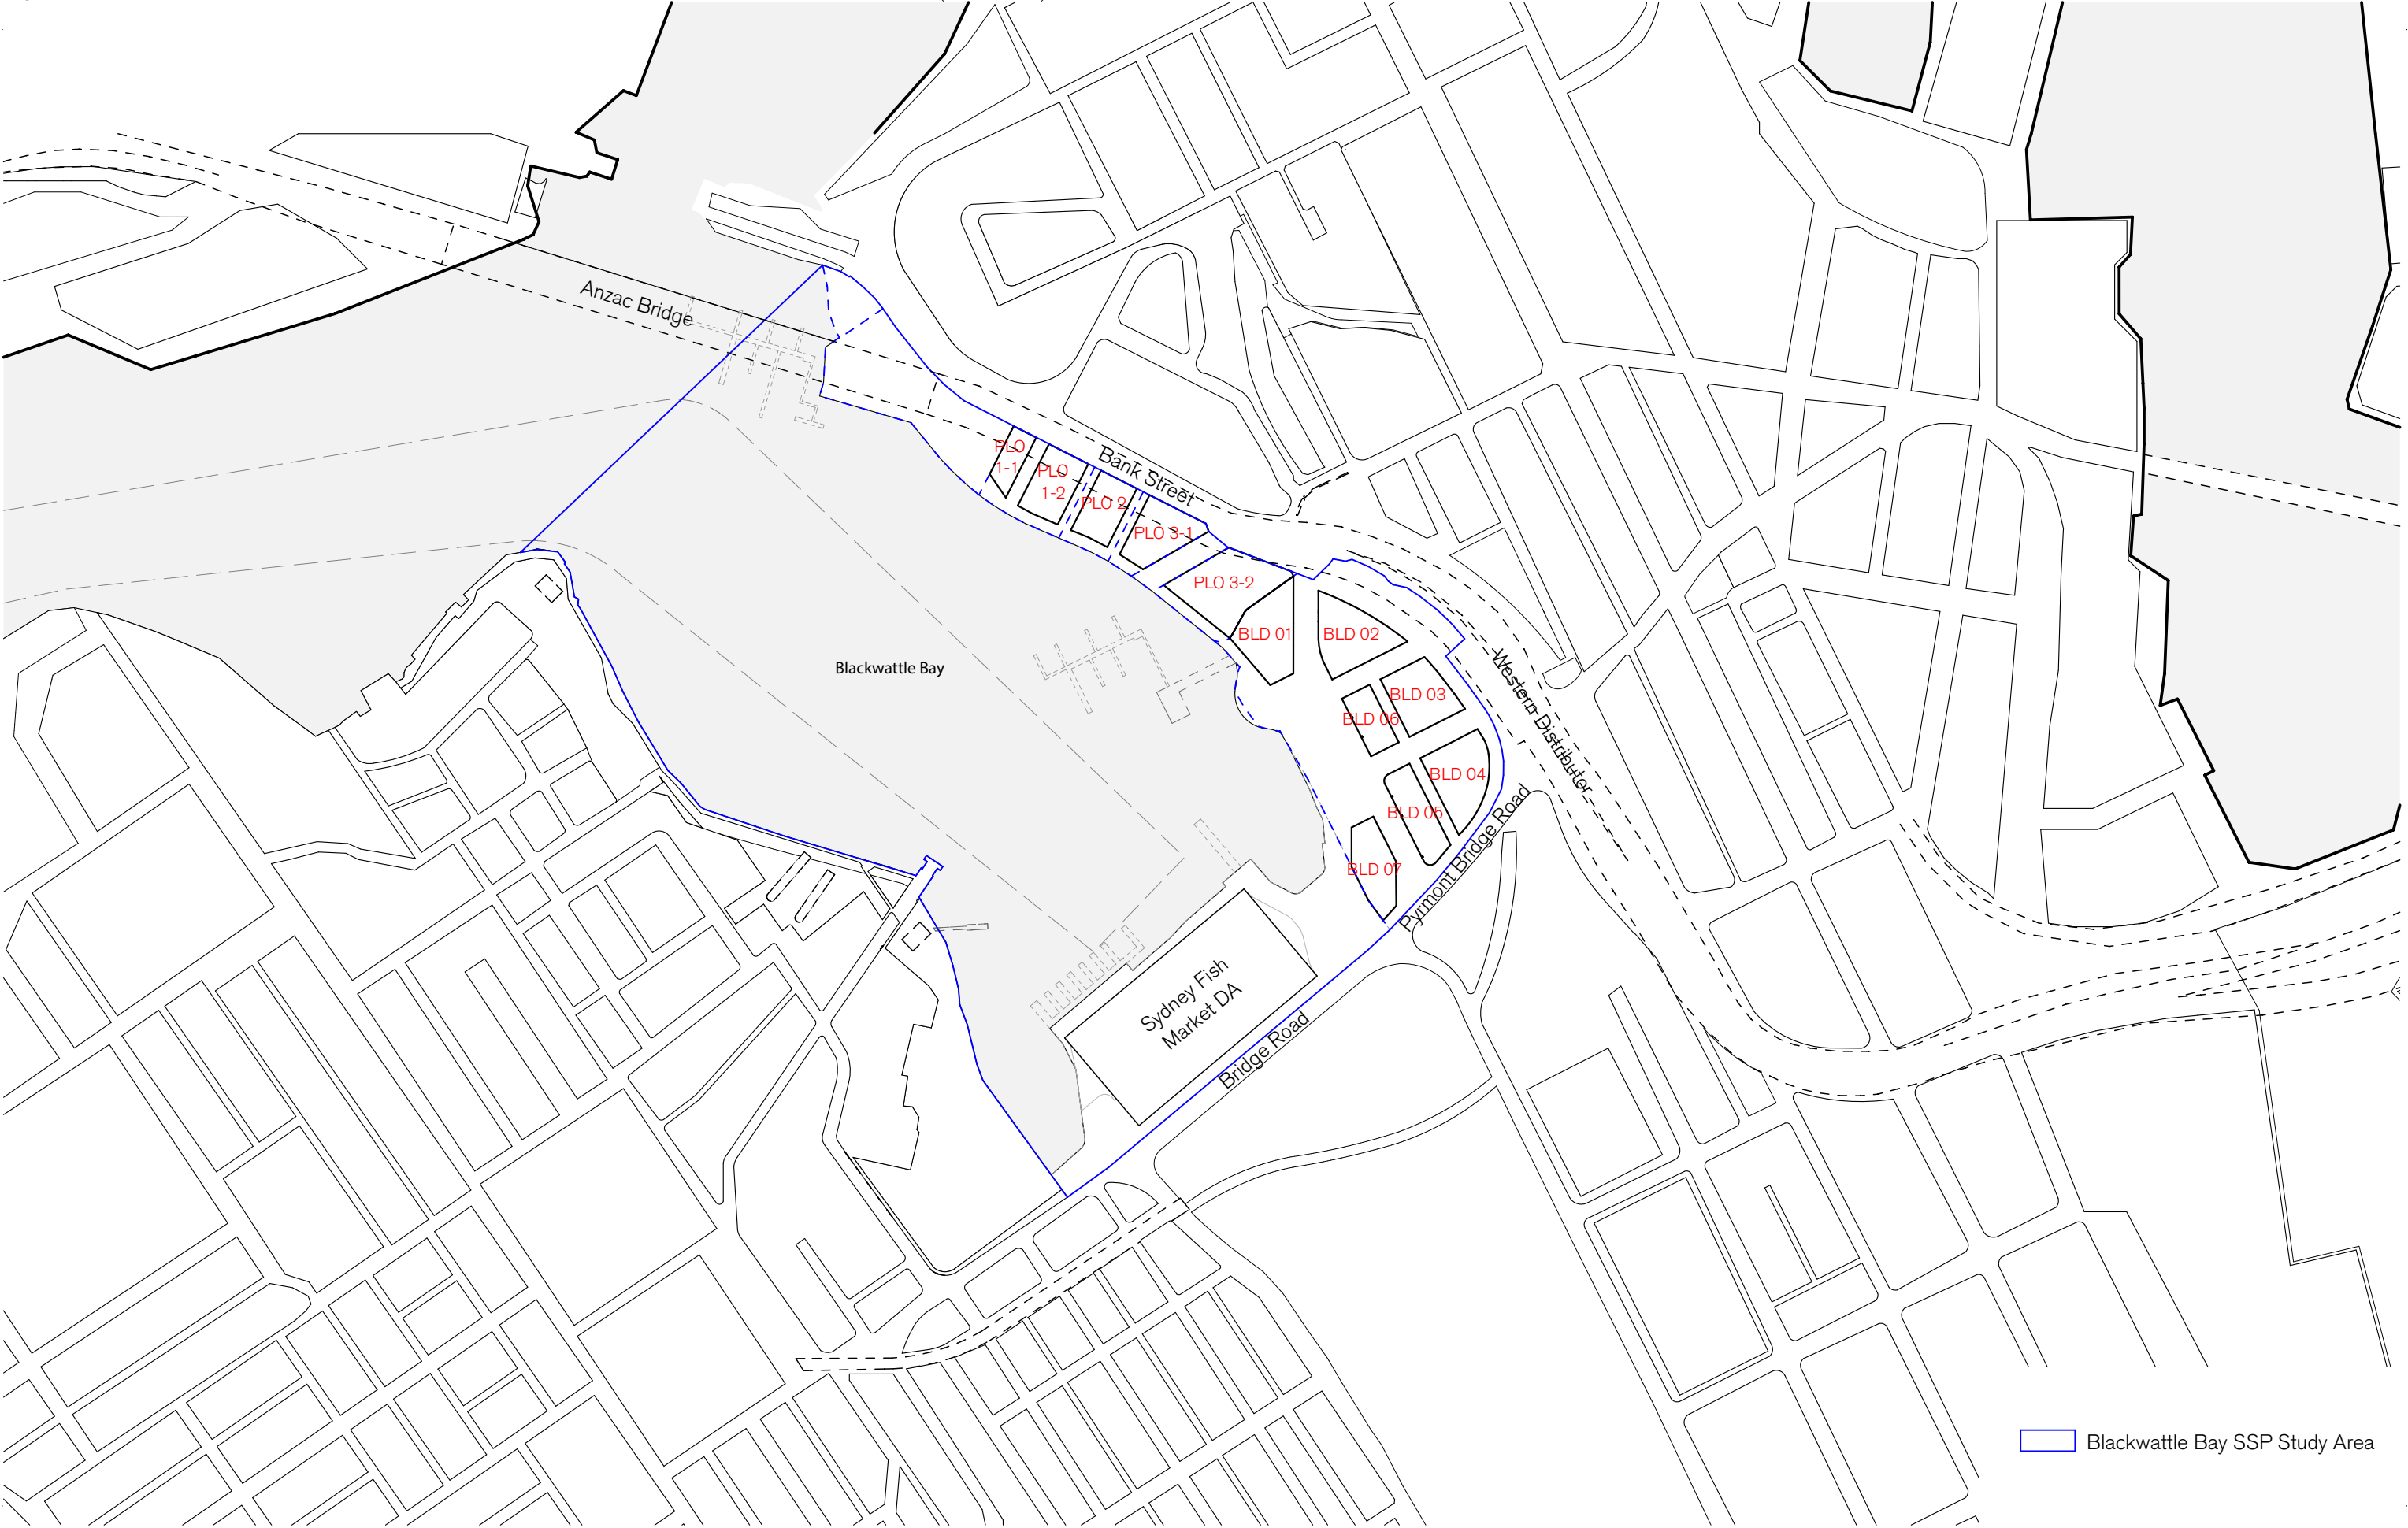 Anzac Bridge
Bank Street
PLO
1-1
PLO
1-2
PLO 2
PLO 3-1
PLO 3-2
BLD 01
BLD 02
BLD 03
BLD 06
BLD 04
BLD 05
BLD 07
Blackwattle Bay
Western Distributor
Pyrmont Bridge Road
Sydney Fish
Market DA
Bridge Road
Blackwattle Bay SSP Study Area